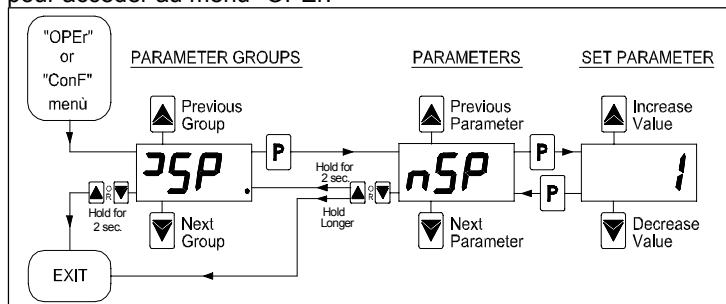 pour accéder au menu "OPEr.
"OPEr"
or
"ConF"
menù
PARAMETER GROUPS
PARAMETERS
SET PARAMETER
Previous
Group
Previous
Parameter
Increase
Value
P
P
P
SP.
nSP
1
Hold for
2 sec.
OR
Hold
Longer
OR
Hold for
2 sec.
Next
Group
Next
Parameter
Decrease
Value
EXIT